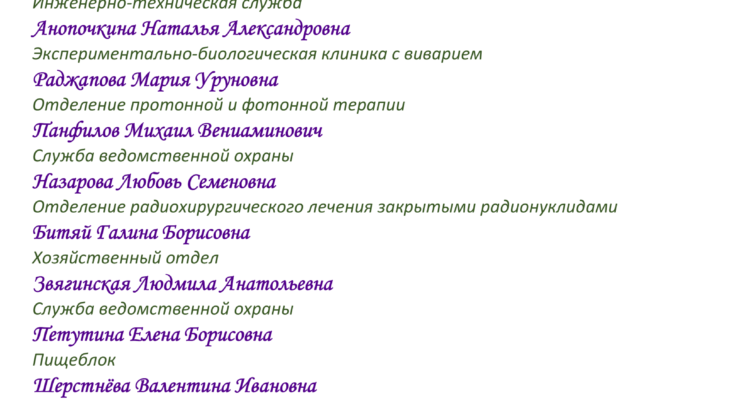 Инженерно-техническая служба
Анопочкина Наталья Александровна
Экспериментально-биологическая клиника с виварием
Раджапова Мария Уруновна
Отделение протонной и фотонной терапии
Панфилов Михаил Вениаминович
Служба ведомственной охраны
Назарова Любовь Семеновна
Отделение радиохирургического лечения закрытыми радионуклидами
Битяй Галина Борисовна
Хозяйственный отдел
Звягинская Людмила Анатольевна
Служба ведомственной охраны
Петутина Елена Борисовна
Пищеблок
Шерстнёва Валентина Ивановна